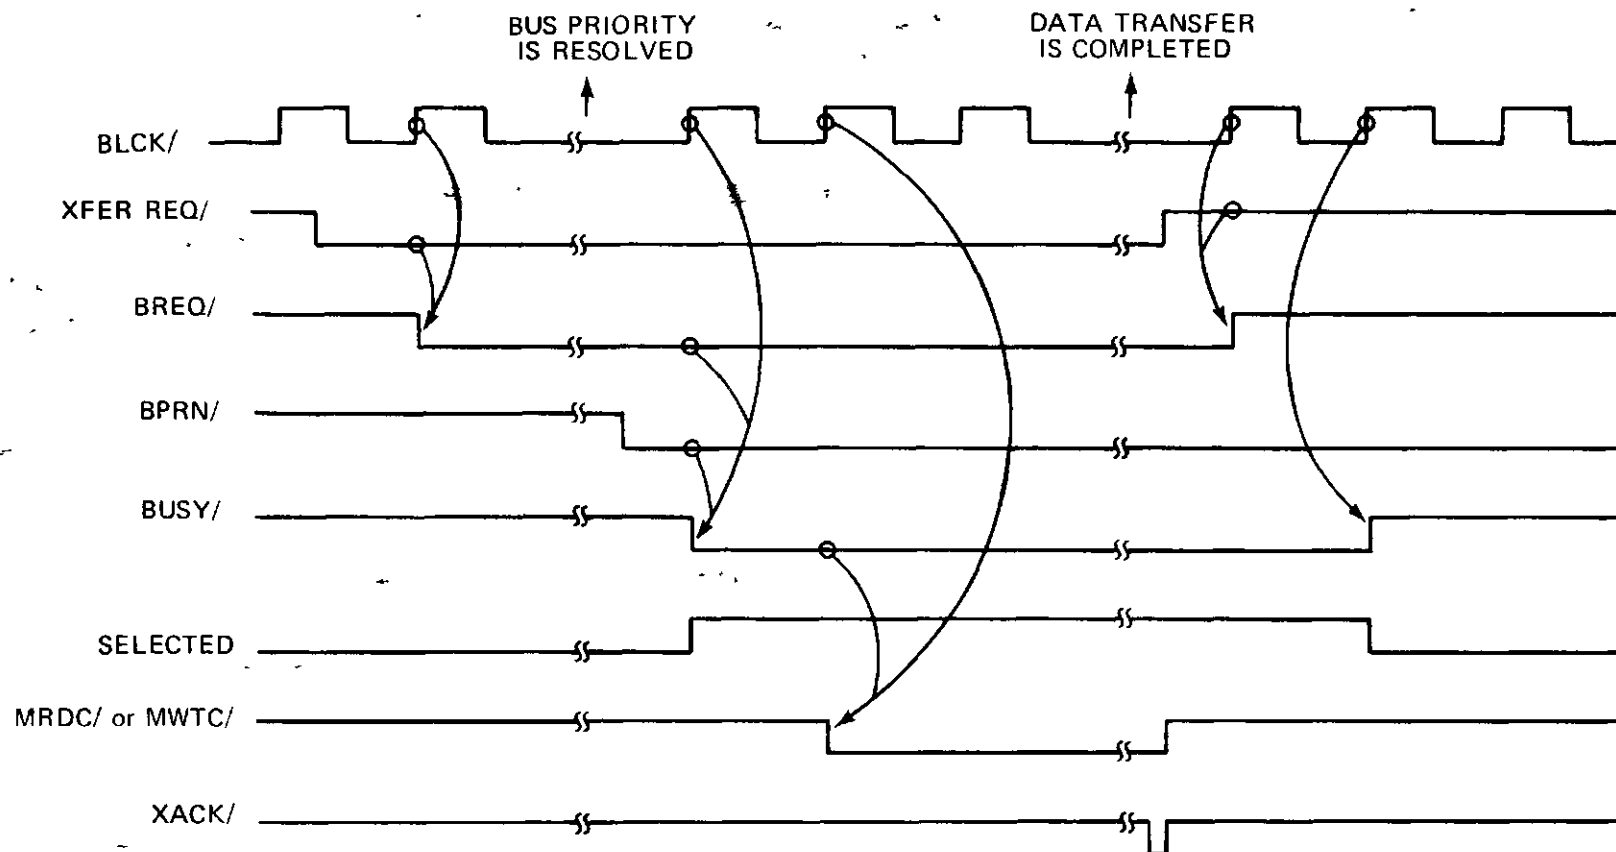 BUS PRIORITY
IS RESOLVED
DATA TRANSFER
IS COMPLETED
BLCK/
XFER REQ/
BREQ/
BPRN/
BUSY/
SELECTED
MRDC/ or MWTC/
XACK/